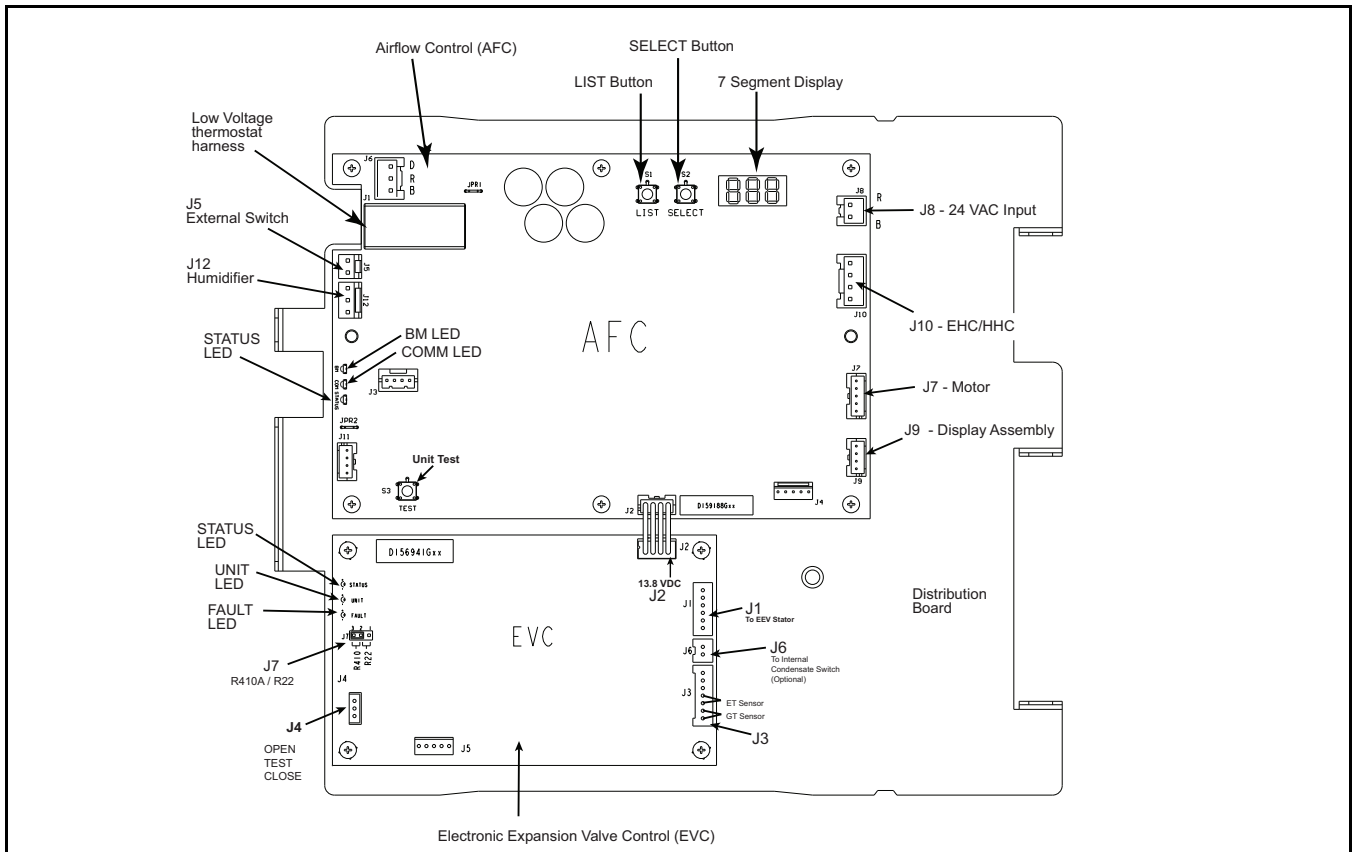 Airflow Control (AFC)
SELECT Button
LIST Button
7 Segment Display
Low Voltage
thermostat
harness
J6
D
R
B
JPR1
J1
S1
S2
LIST
SELECT
J8
R
B
J8 - 24 VAC Input
J5
External Switch
J5
J12
Humidifier
J12
J10
J10 - EHC/HHC
AFC
STATUS
LED
BM LED
COMM LED
BM
COM
STATUS
J3
J7
J7 - Motor
JPR2
J11
J9 - Display Assembly
J9
Unit Test
S3
TEST
J4
J2
D159188Gxx
STATUS
LED
UNIT
LED
FAULT
LED
D156941Gxx
STATUS
UNIT
FAULT
J2
13.8 VDC
J2
J1
J1
To EEV Stator
Distribution
Board
EVC
J7
3 2 1
R410
R22
J7
R410A / R22
J6
J6
To Internal
Condensate Switch
(Optional)
J4
J4
J3
ET Sensor
GT Sensor
J3
OPEN
TEST
CLOSE
J5
Electronic Expansion Valve Control (EVC)